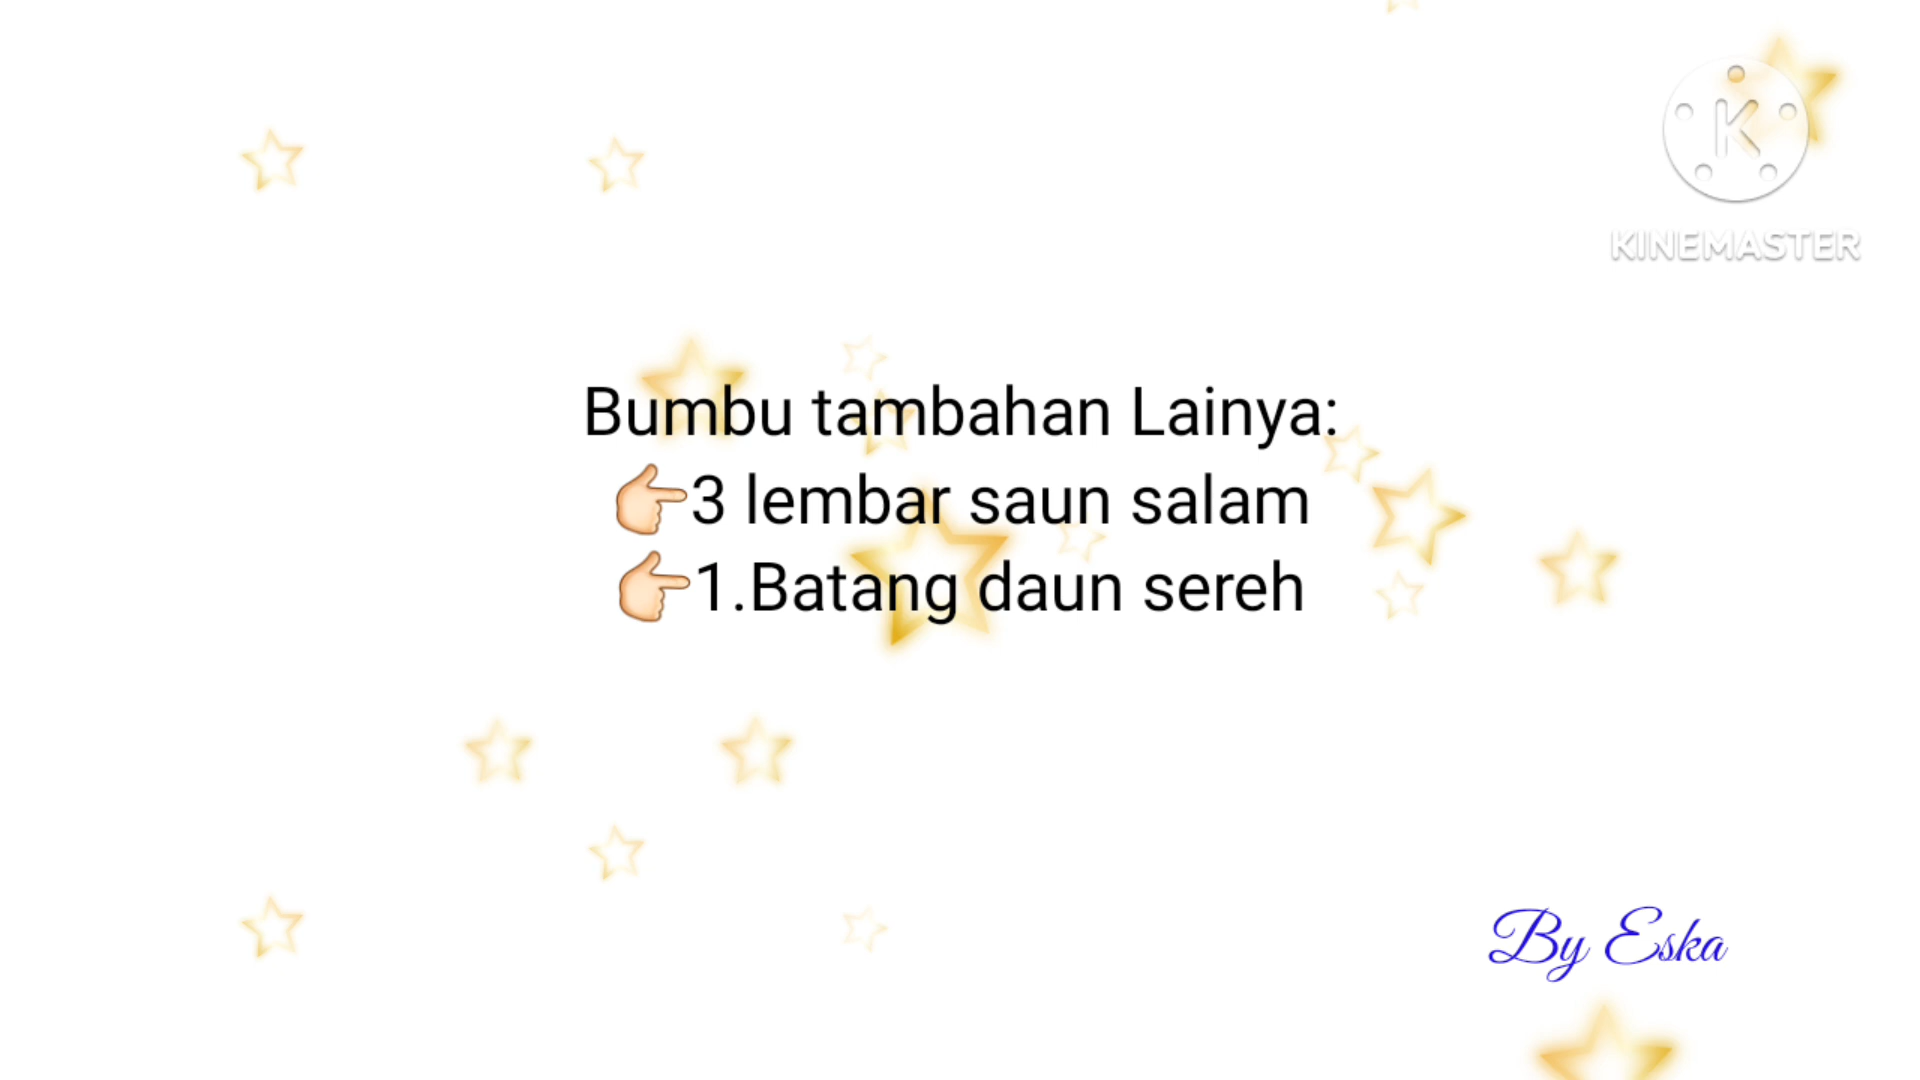 KINEMASTER
Bumbu tambahan Lainya:
👉🏻3 lembar saun salam
👉🏻1.Batang daun sereh
By Eska